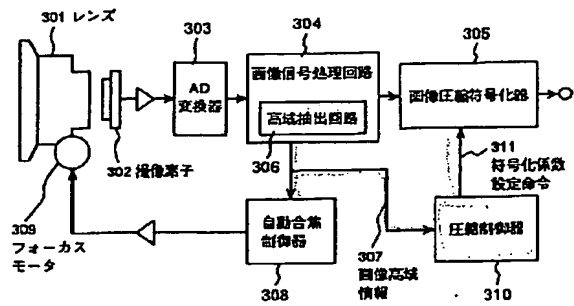 301 レンズ
303
AD
変換器
304
画像信号処理回路
高域抽出回路
306
305
画像圧縮符号化器
302 撮像素子
311
符号化係数
設定命令
309
フォーカス
モータ
自動合焦
制御器
308
307
画像高域
情報
圧縮制御器
310